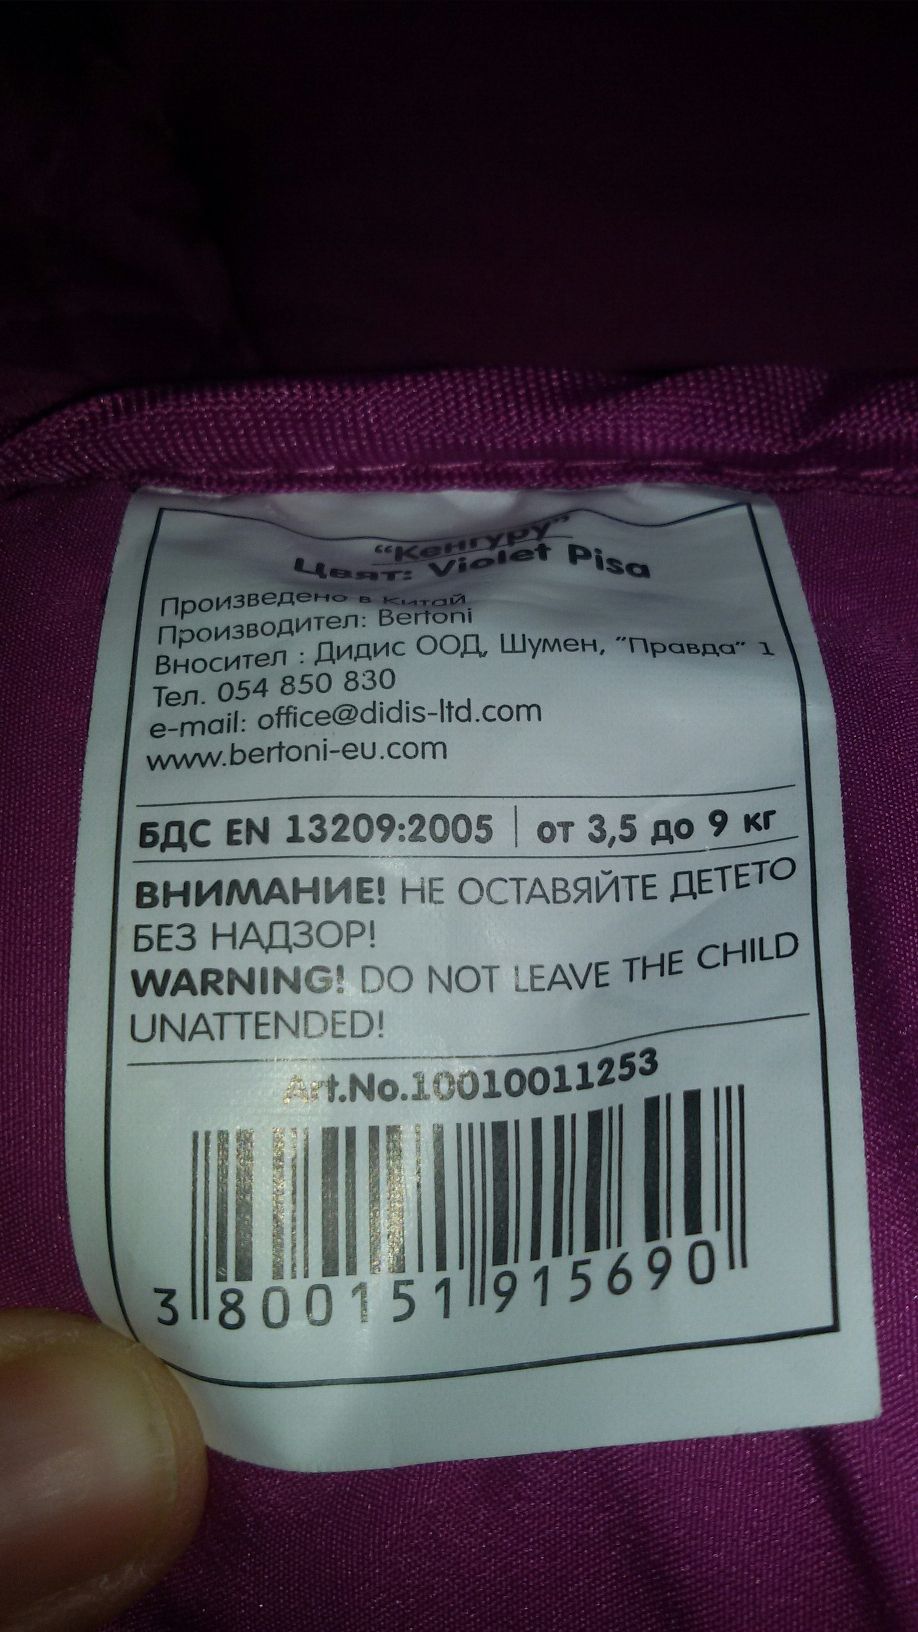 “Кенгуру”
Цвят: Violet Pisa
Произведено в Китай
Производител: Bertoni
Вносител : Дидис ООД, Шумен, "Правда" 1
Тел. 054 850 830
e-mail: office@didis-ltd.com
www.bertoni-eu.com
БДС EN 13209:2005 | от 3,5 до 9 кг
ВНИМАНИЕ! НЕ ОСТАВЯЙТЕ ДЕТЕТО
БЕЗ НАДЗОР!
WARNING! DO NOT LEAVE THE CHILD
UNATTENDED!
Art.No.10010011253
3 800151 915690